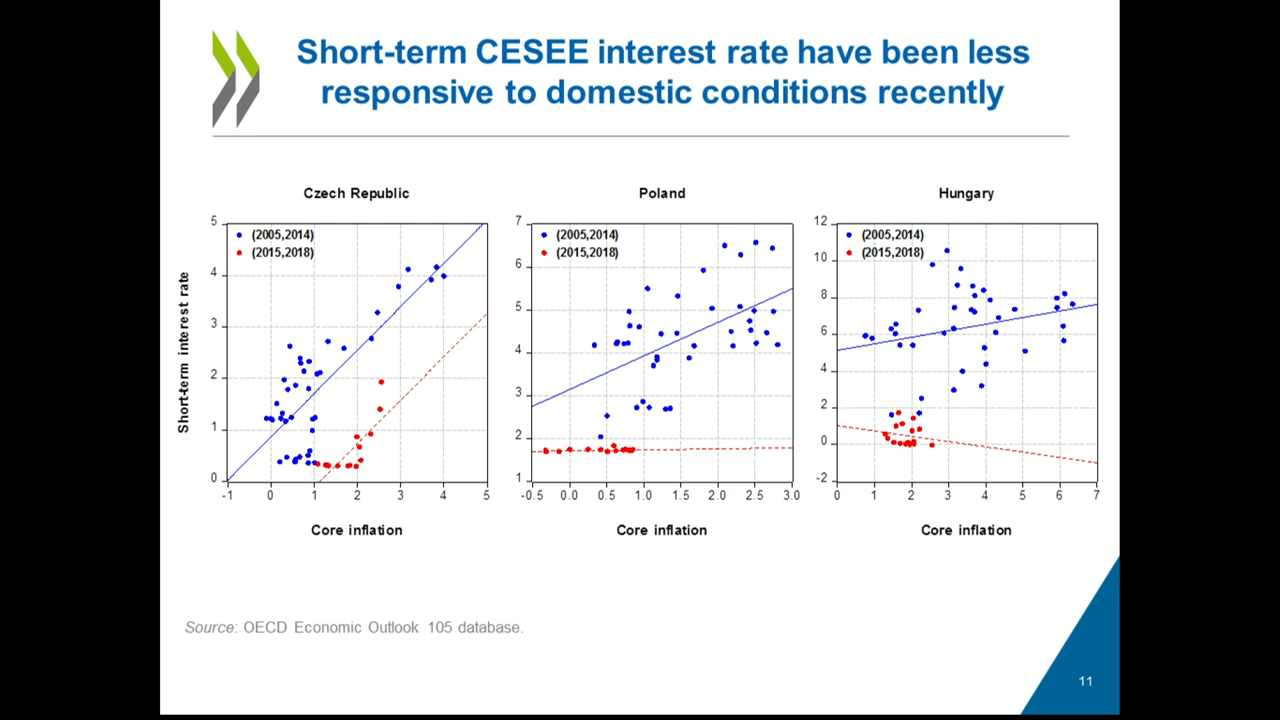 Short-term CESEE interest rate have been less
responsive to domestic conditions recently
Czech Republic
Short-term interest rate
5
4
3
2
1
0
(2005,2014)
(2015,2018)
-1 0 1 2 3 4 5
Core inflation
Poland
7
6
5
4
3
2
1
(2005,2014)
(2015,2018)
-0.5 0.0 0.5 1.0 1.5 2.0 2.5 3.0
Core inflation
Hungary
12
10
8
6
4
2
0
-2
(2005,2014)
(2015,2018)
0 1 2 3 4 5 6 7
Core inflation
Source: OECD Economic Outlook 105 database.
11